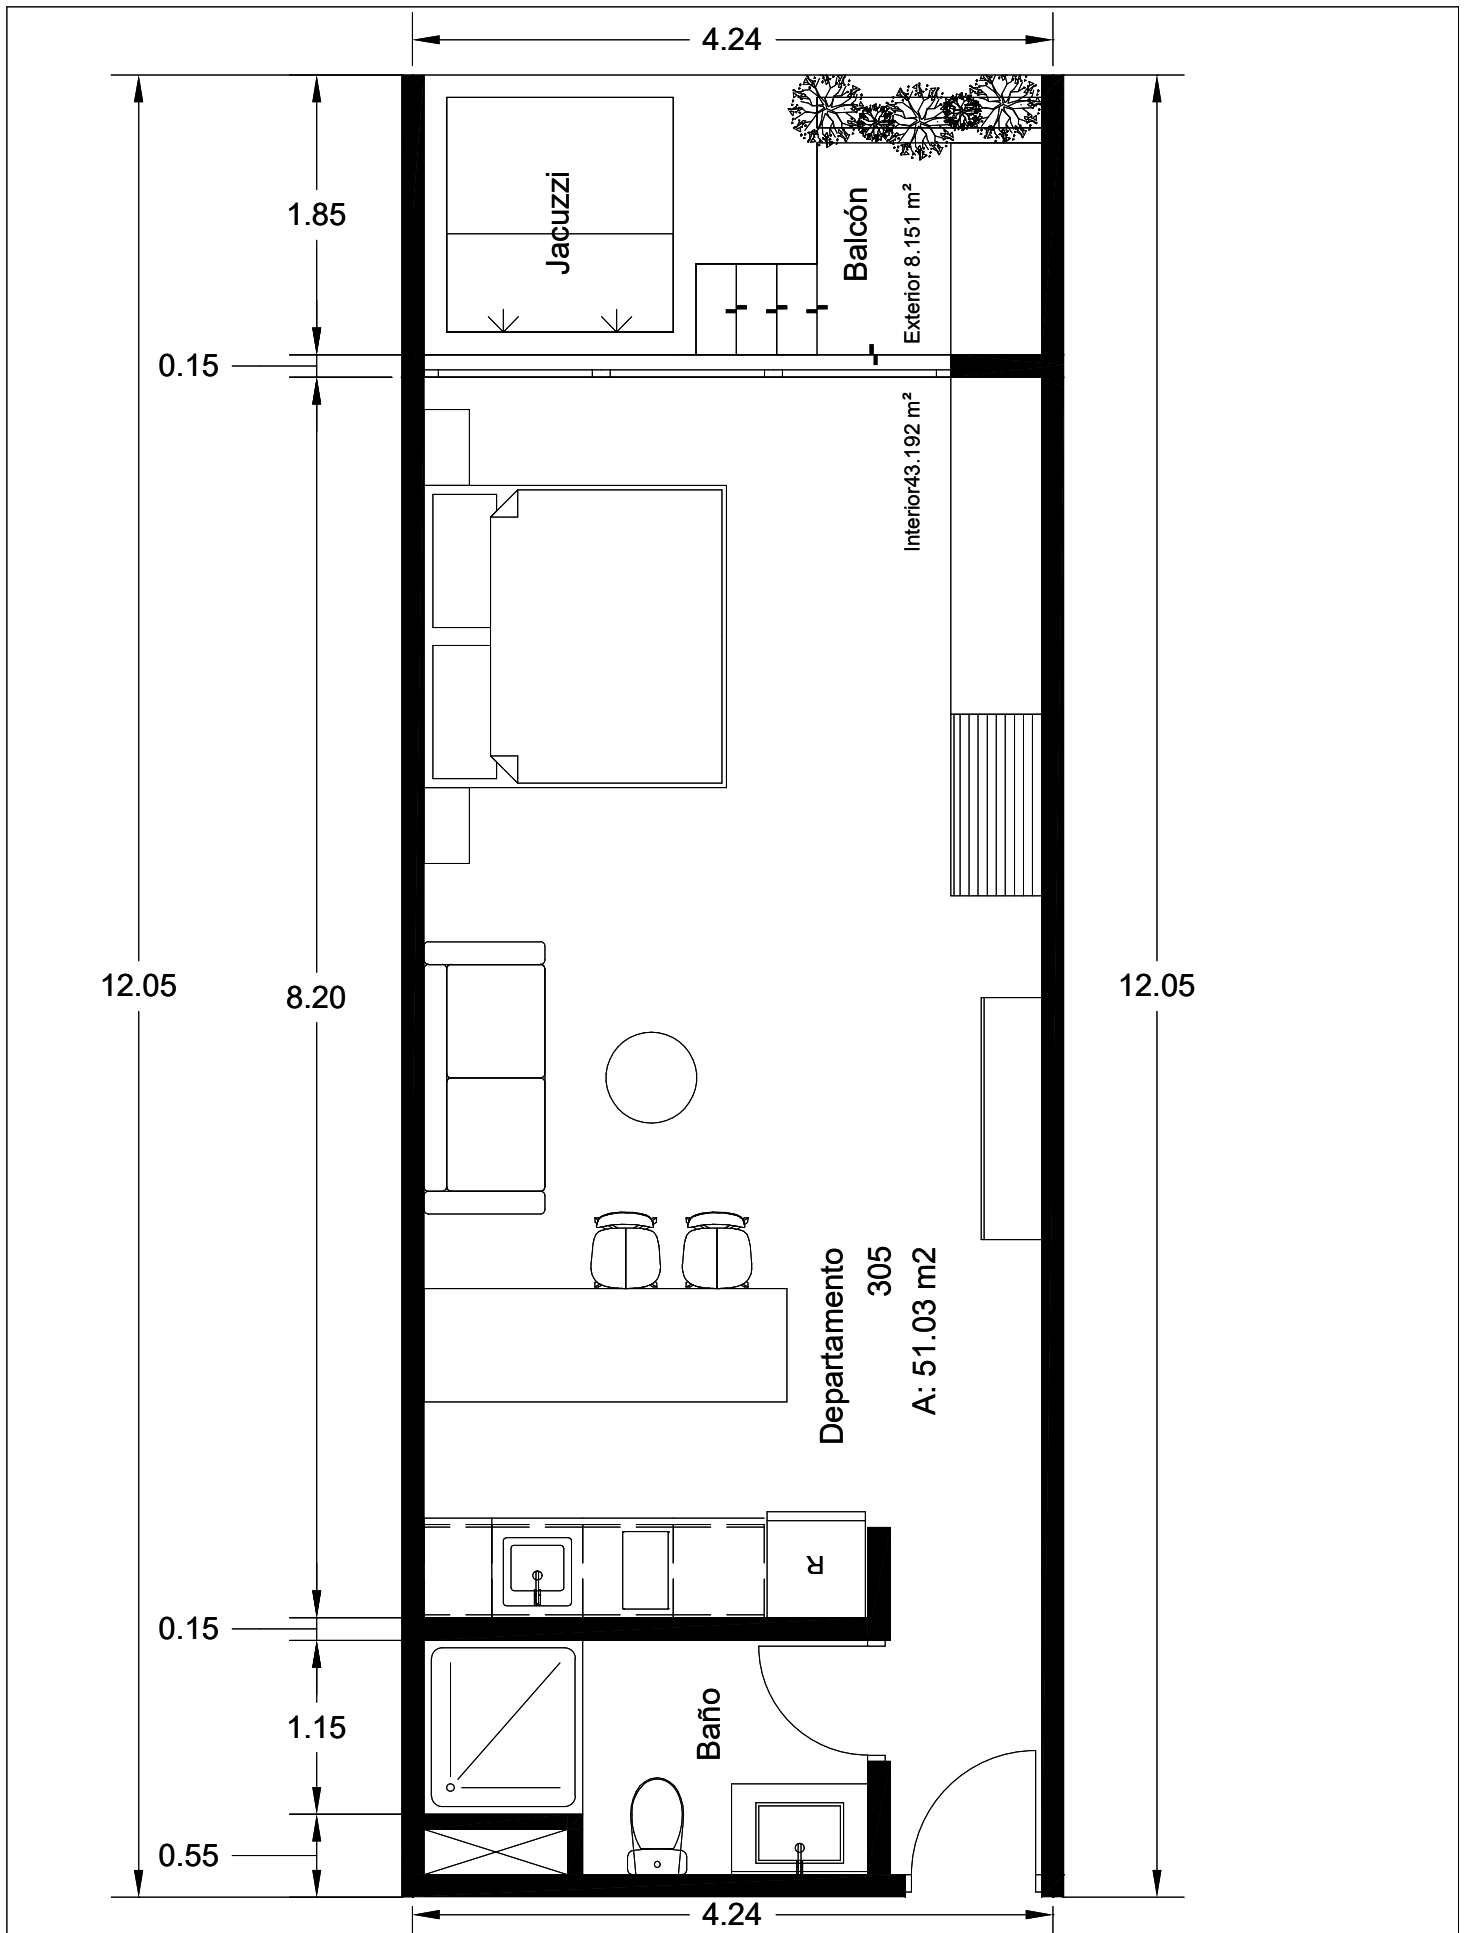 4.24
Jacuzzi
Balcón
Exterior 8.151 m²
1.85
0.15
Interior43.192 m²
12.05
8.20
12.05
Departamento
305
A: 51.03 m2
R
0.15
Baño
1.15
0.55
4.24